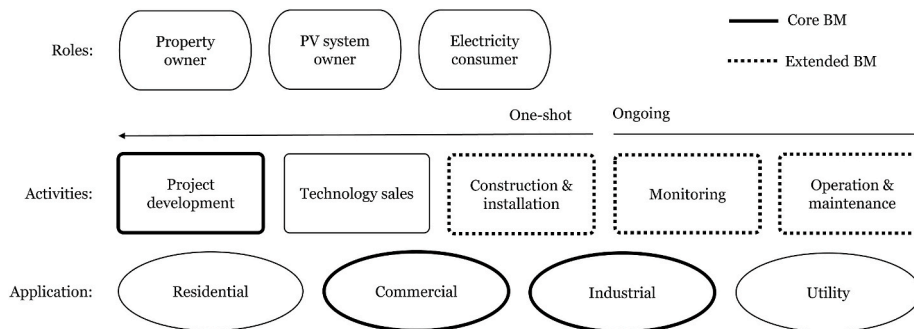 Roles:
Property
owner
PV system
owner
Electricity
consumer
Core BM
Extended BM
One-shot
Ongoing
Activities:
Project
development
Technology sales
Construction &
installation
Monitoring
Operation &
maintenance
Application:
Residential
Commercial
Industrial
Utility